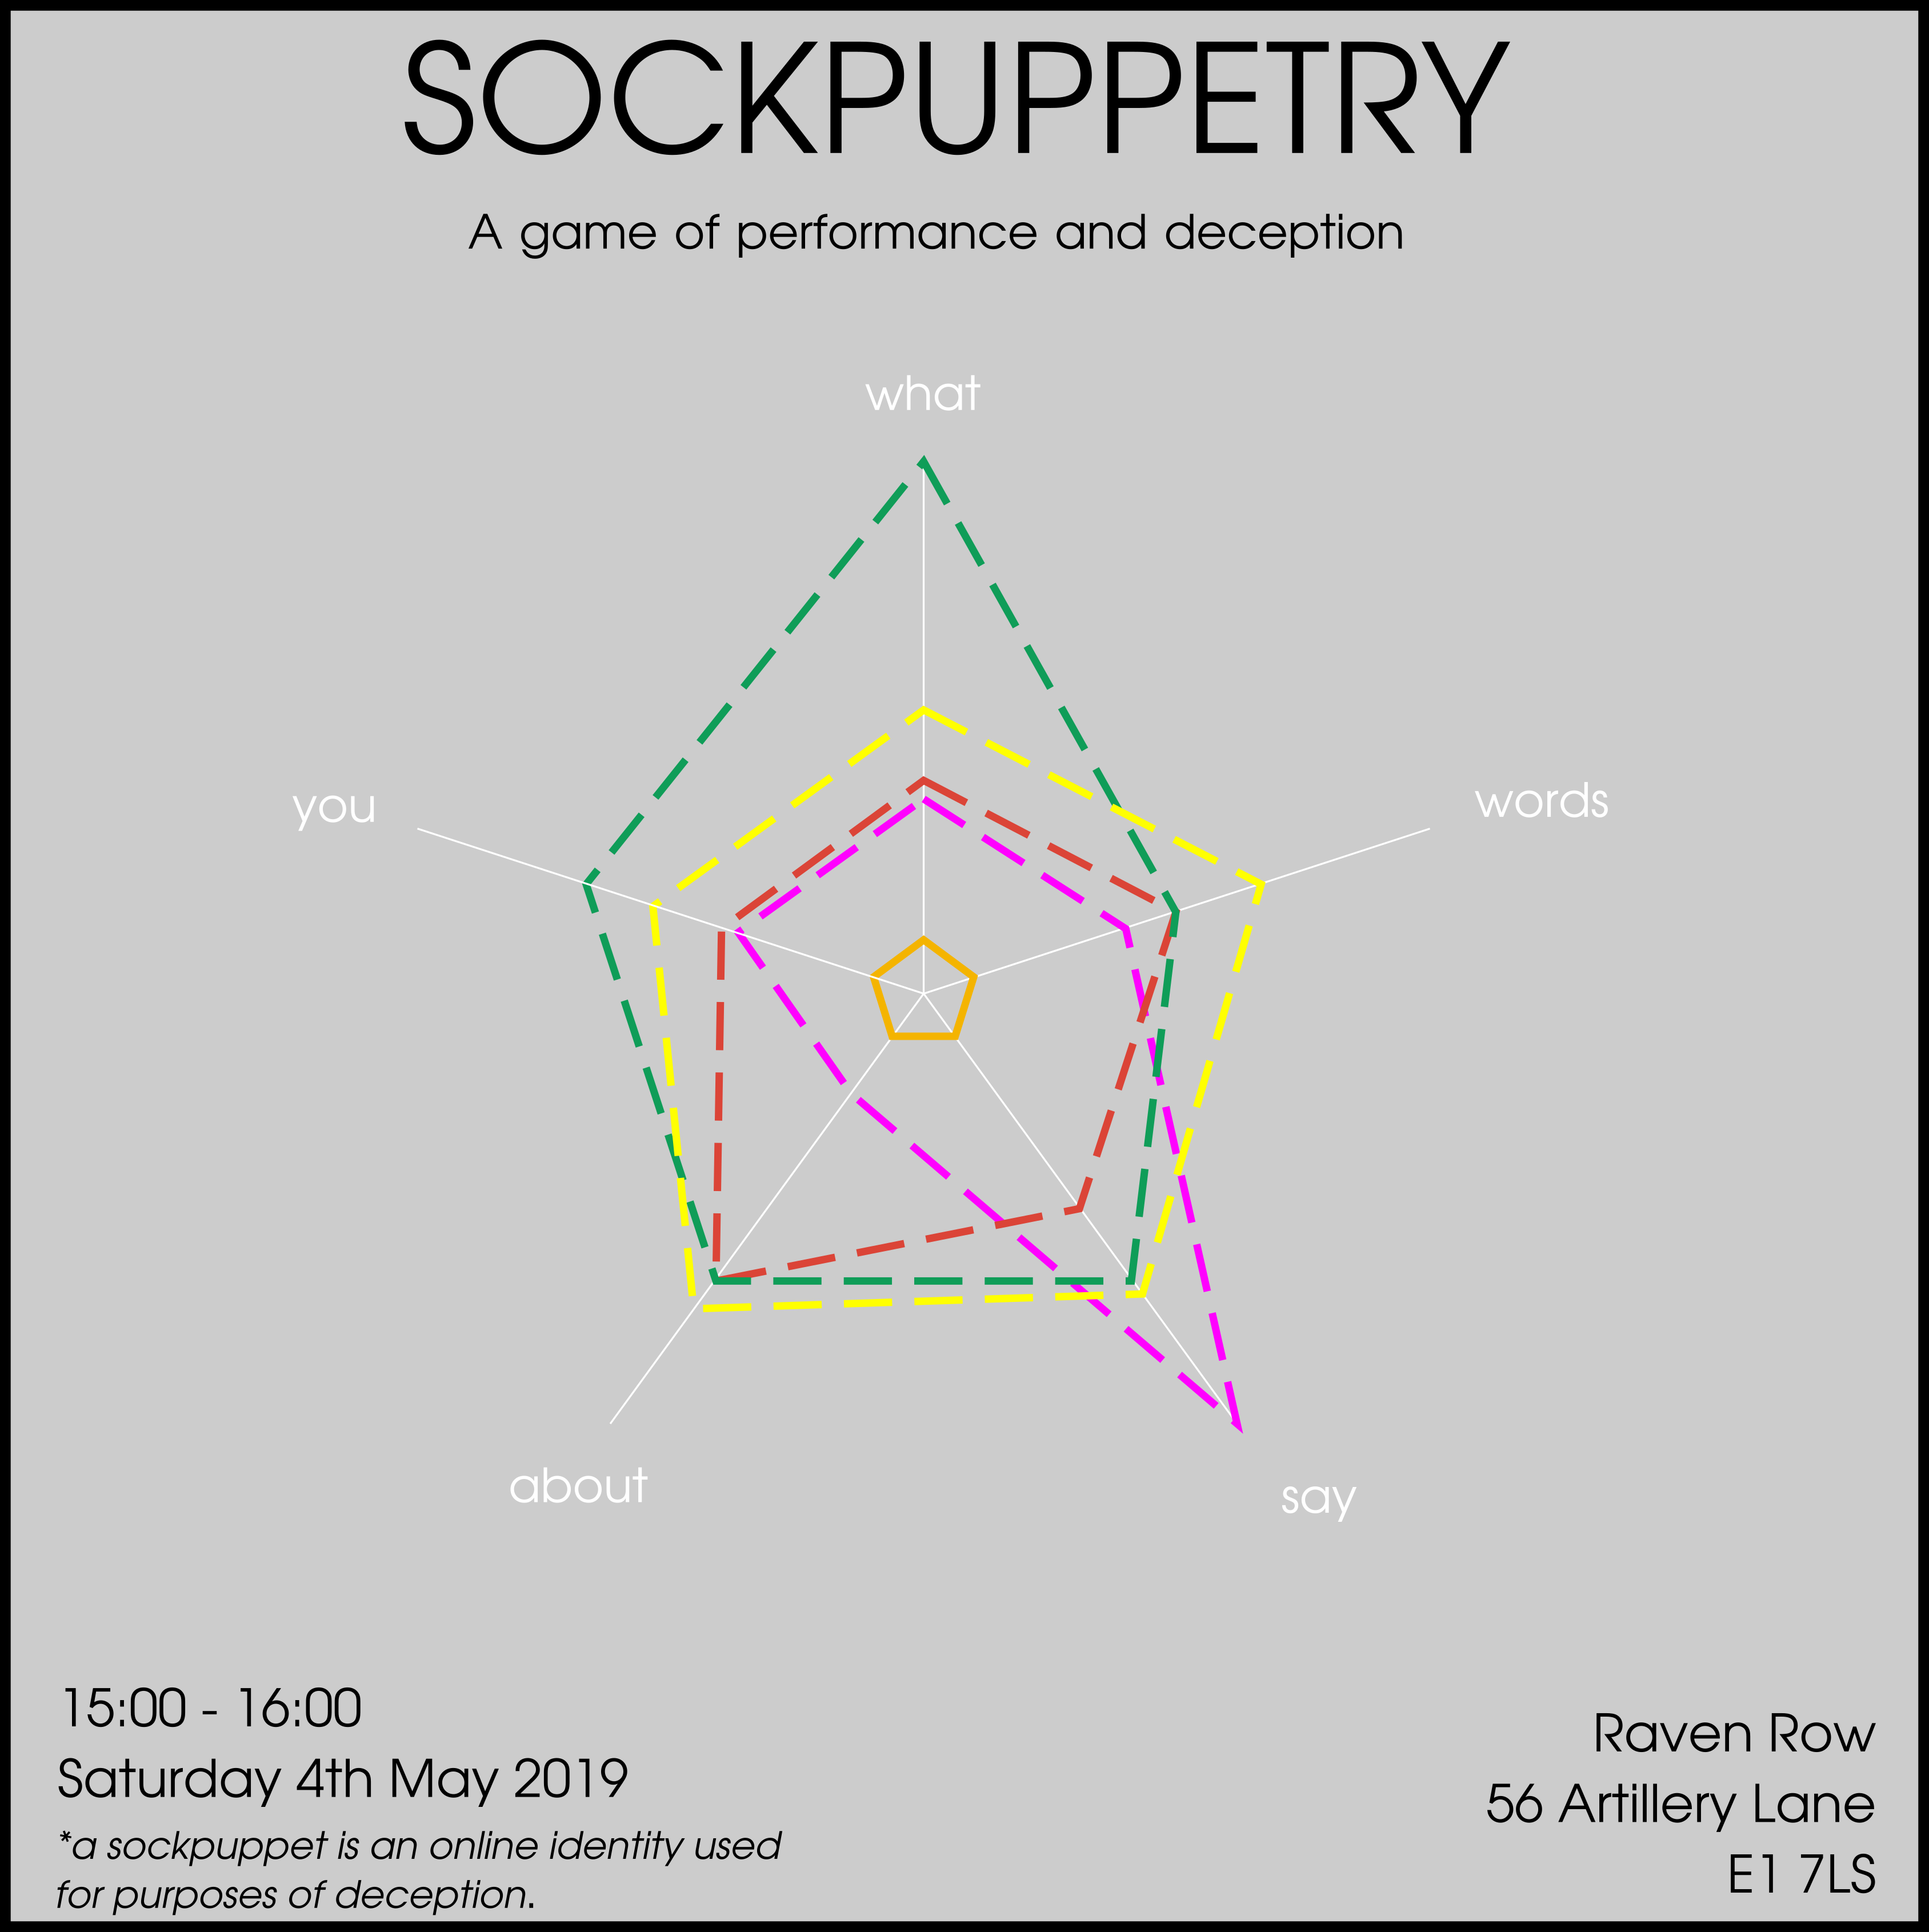 SOCKPUPPETRY
A game of performance and deception
what
words
say
about
you
15:00 - 16:00
Saturday 4th May 2019
*a sockpuppet is an online identity used
for purposes of deception.
Raven Row
56 Artillery Lane
E1 7LS